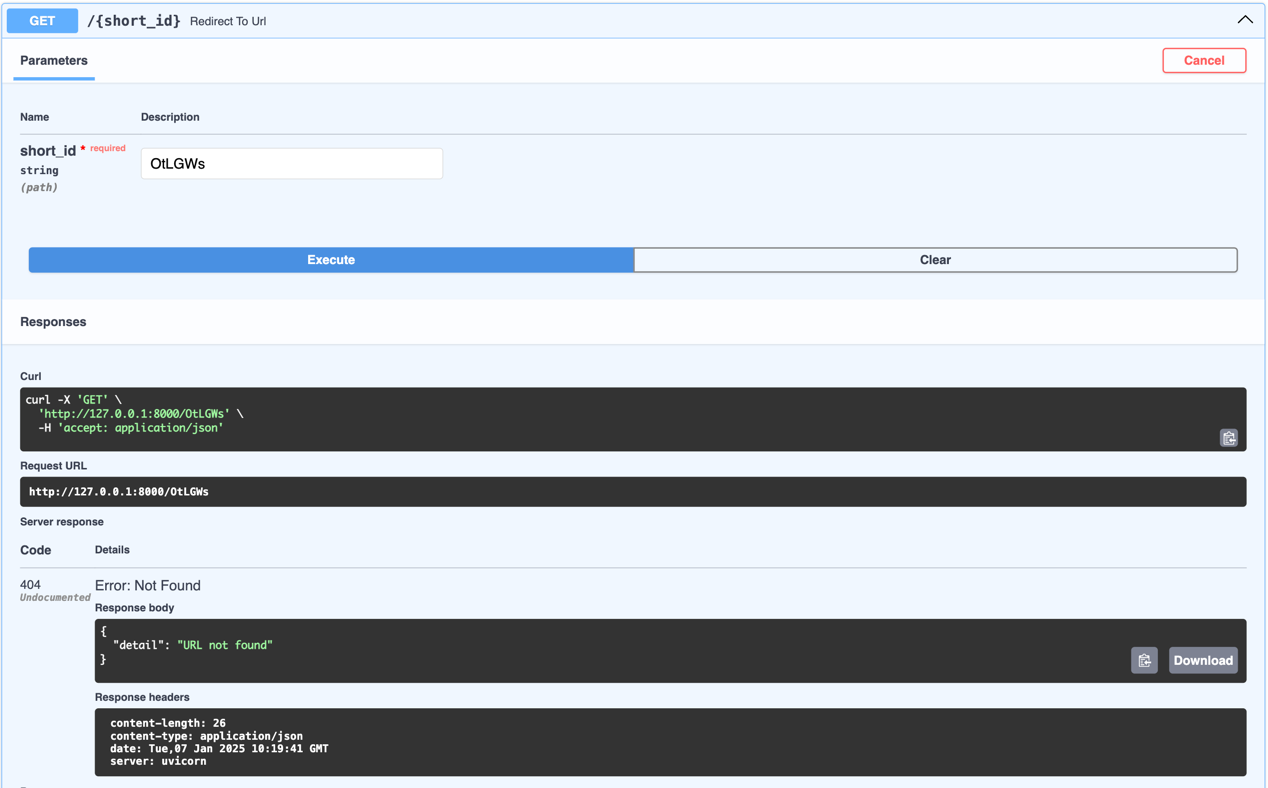 GET /{short_id} Redirect To Url
Parameters
Cancel
Name Description
short_id * required
string
(path)
OtLGWs
Execute Clear
Responses
Curl
curl -X 'GET' \
  'http://127.0.0.1:8000/OtLGWs' \
  -H 'accept: application/json'
Request URL
http://127.0.0.1:8000/OtLGWs
Server response
Code Details
404
Undocumented
Error: Not Found
Response body
{
  "detail": "URL not found"
}
Download
Response headers
content-length: 26
content-type: application/json
date: Tue,07 Jan 2025 10:19:41 GMT
server: uvicorn